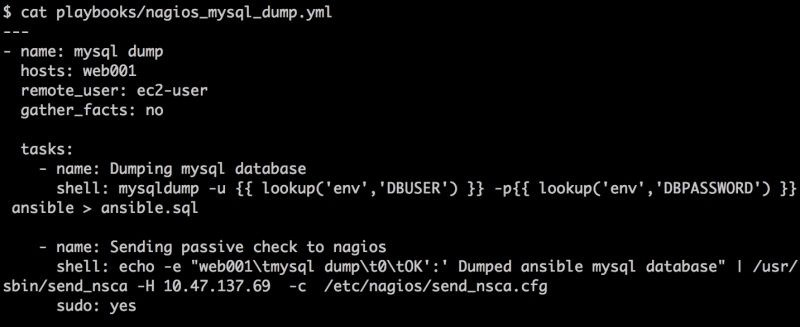 $ cat playbooks/nagios_mysql_dump.yml
---
- name: mysql dump
  hosts: web001
  remote_user: ec2-user
  gather_facts: no

  tasks:
    - name: Dumping mysql database
      shell: mysqldump -u {{ lookup('env','DBUSER') }} -p{{ lookup('env','DBPASSWORD') }}
 ansible > ansible.sql

    - name: Sending passive check to nagios
      shell: echo -e "web001\tmysql dump\t0\tOK':' Dumped ansible mysql database" | /usr/
sbin/send_nsca -H 10.47.137.69  -c  /etc/nagios/send_nsca.cfg
      sudo: yes